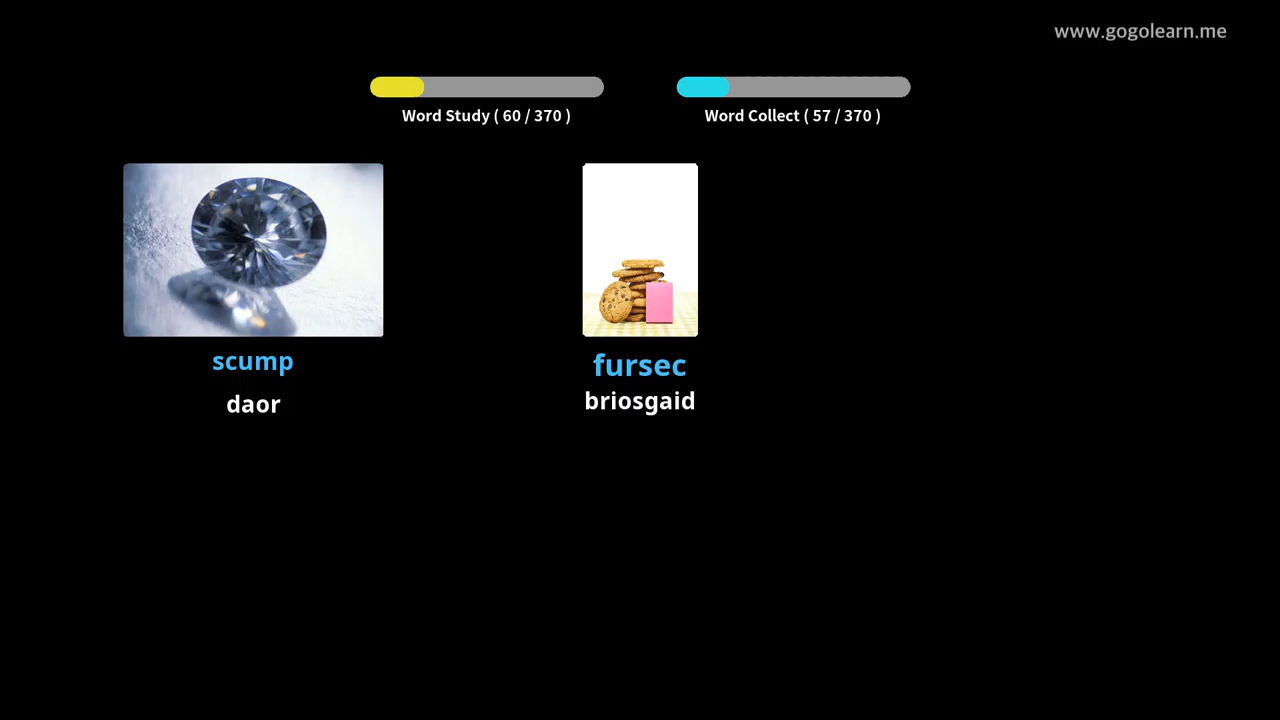 www.gogolearn.me
Word Study ( 60 / 370 )
Word Collect ( 57 / 370 )
scump
daor
fursec
briosgaid